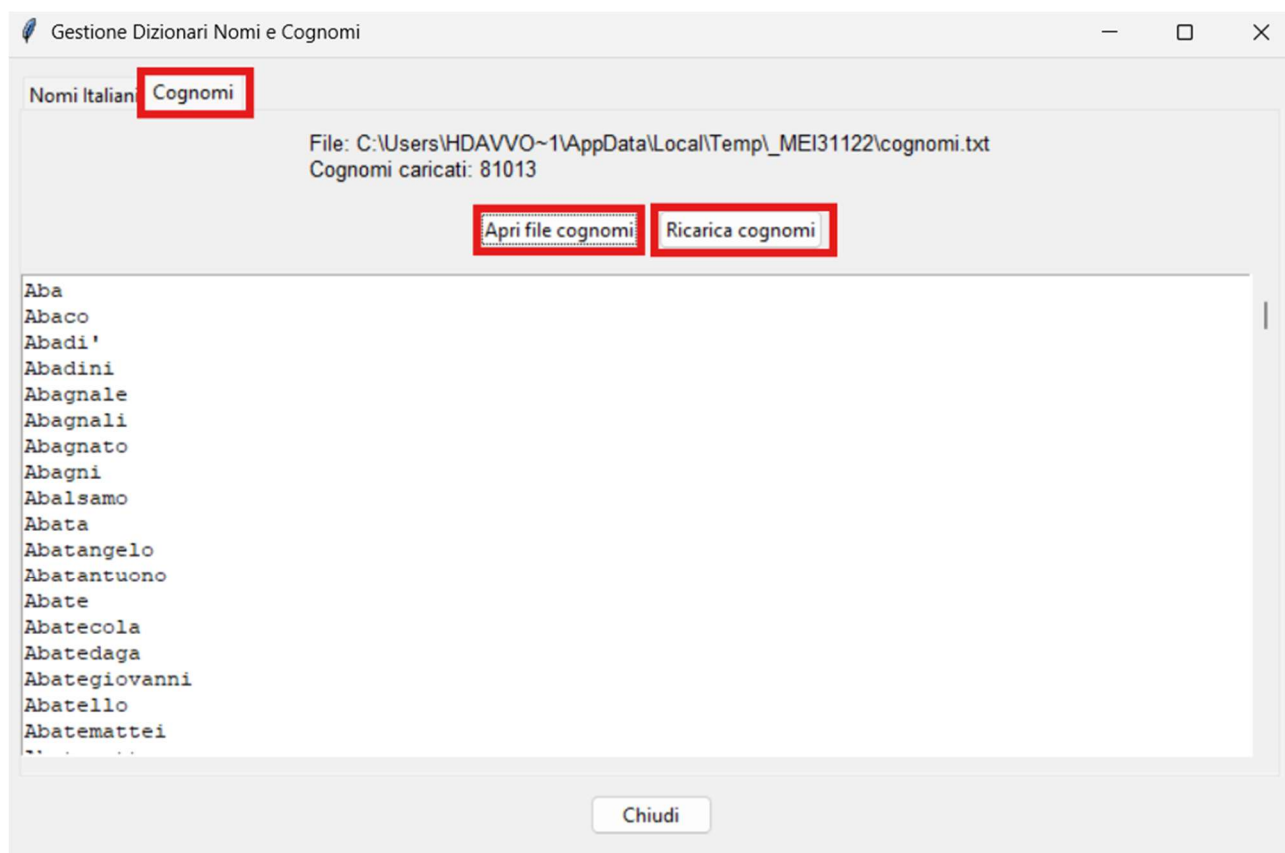 Gestione Dizionari Nomi e Cognomi
Nomi Italiani Cognomi
File: C:\Users\HDAVVO~1\AppData\Local\Temp\_MEI31122\cognomi.txt
Cognomi caricati: 81013
Apri file cognomi Ricarica cognomi
Aba
Abaco
Abadi'
Abadini
Abagnale
Abagnali
Abagnato
Abagni
Abalsamo
Abata
Abatangelo
Abatantuono
Abate
Abatecola
Abatedaga
Abategiovanni
Abatello
Abatemattei
Chiudi